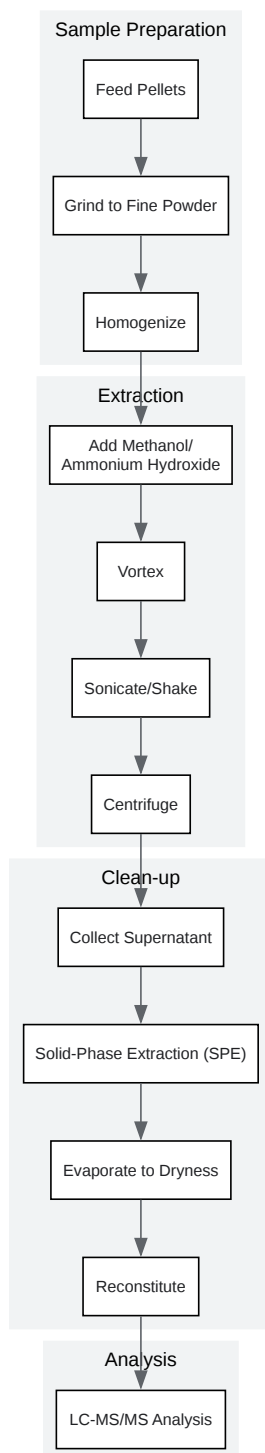 Sample Preparation
Feed Pellets
Grind to Fine Powder
Homogenize
Extraction
Add Methanol/
Ammonium Hydroxide
Vortex
Sonicate/Shake
Centrifuge
Clean-up
Collect Supernatant
Solid-Phase Extraction (SPE)
Evaporate to Dryness
Reconstitute
Analysis
LC-MS/MS Analysis